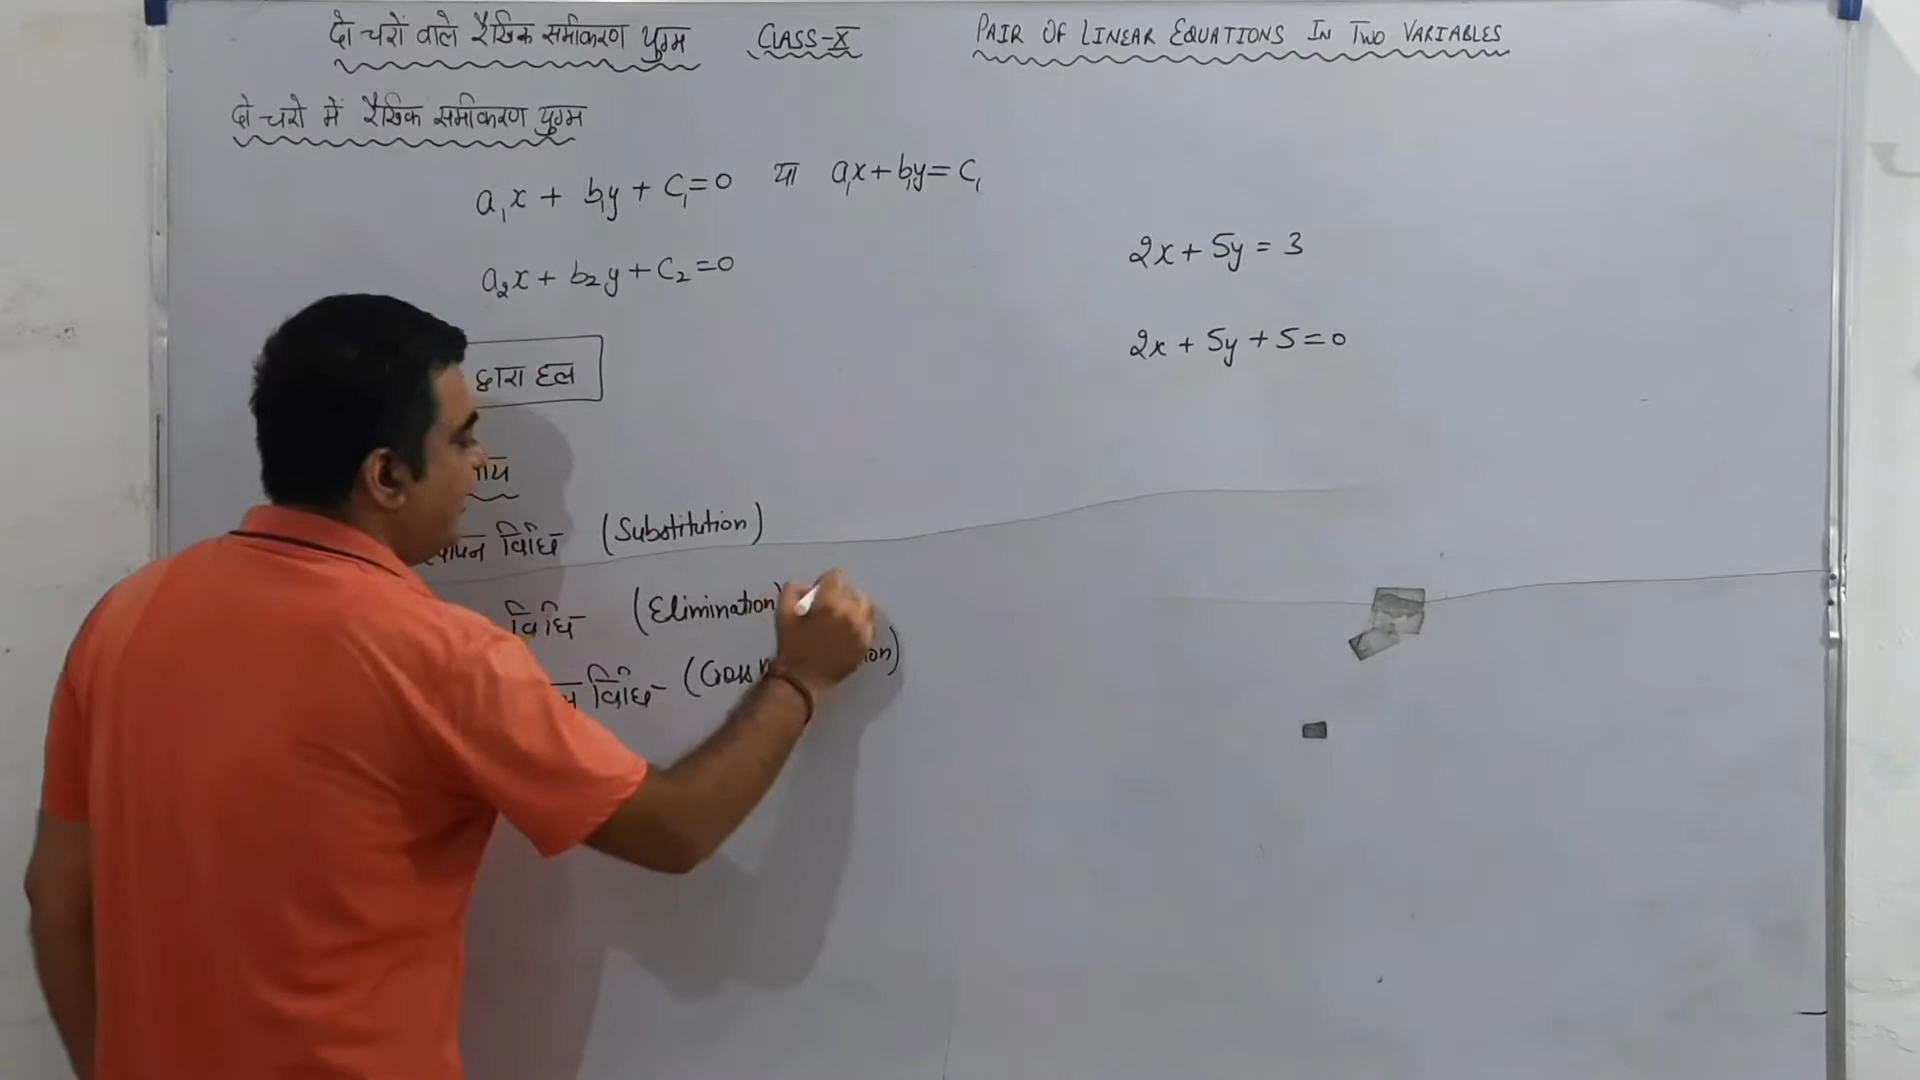 दो चरों वाले रैखिक समीकरण युग्म CLASS-X PAIR OF LINEAR EQUATIONS IN TWO VARIABLES
दो चरो में रैखिक समीकरण युग्म
a₁x + b₁y + C₁=0 या a₁x+b₁y= C₁
a₂x + b₂y + C₂=0
2x + 5y = 3
2x + 5y + 5=0
द्वारा हल
विधि (Substitution)
विधि (Elimination)
विधि (Cross